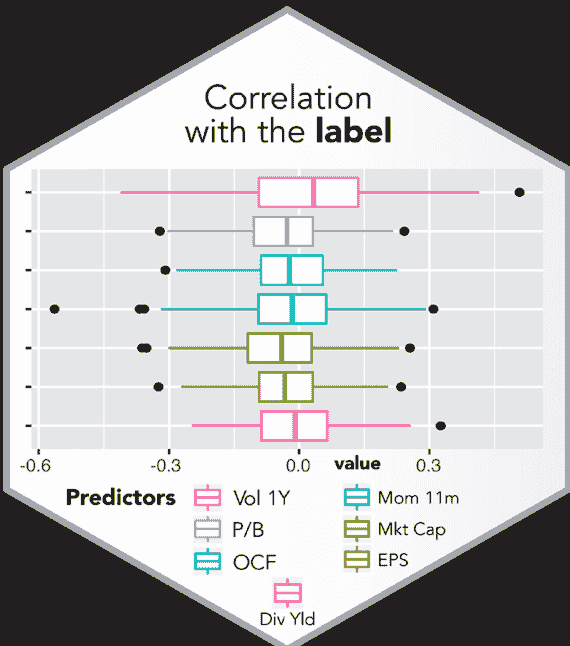 Correlation
with the label
-0.6 -0.3 0.0 value 0.3
Predictors Vol 1Y Mom 11m
P/B Mkt Cap
OCF EPS
Div Yld